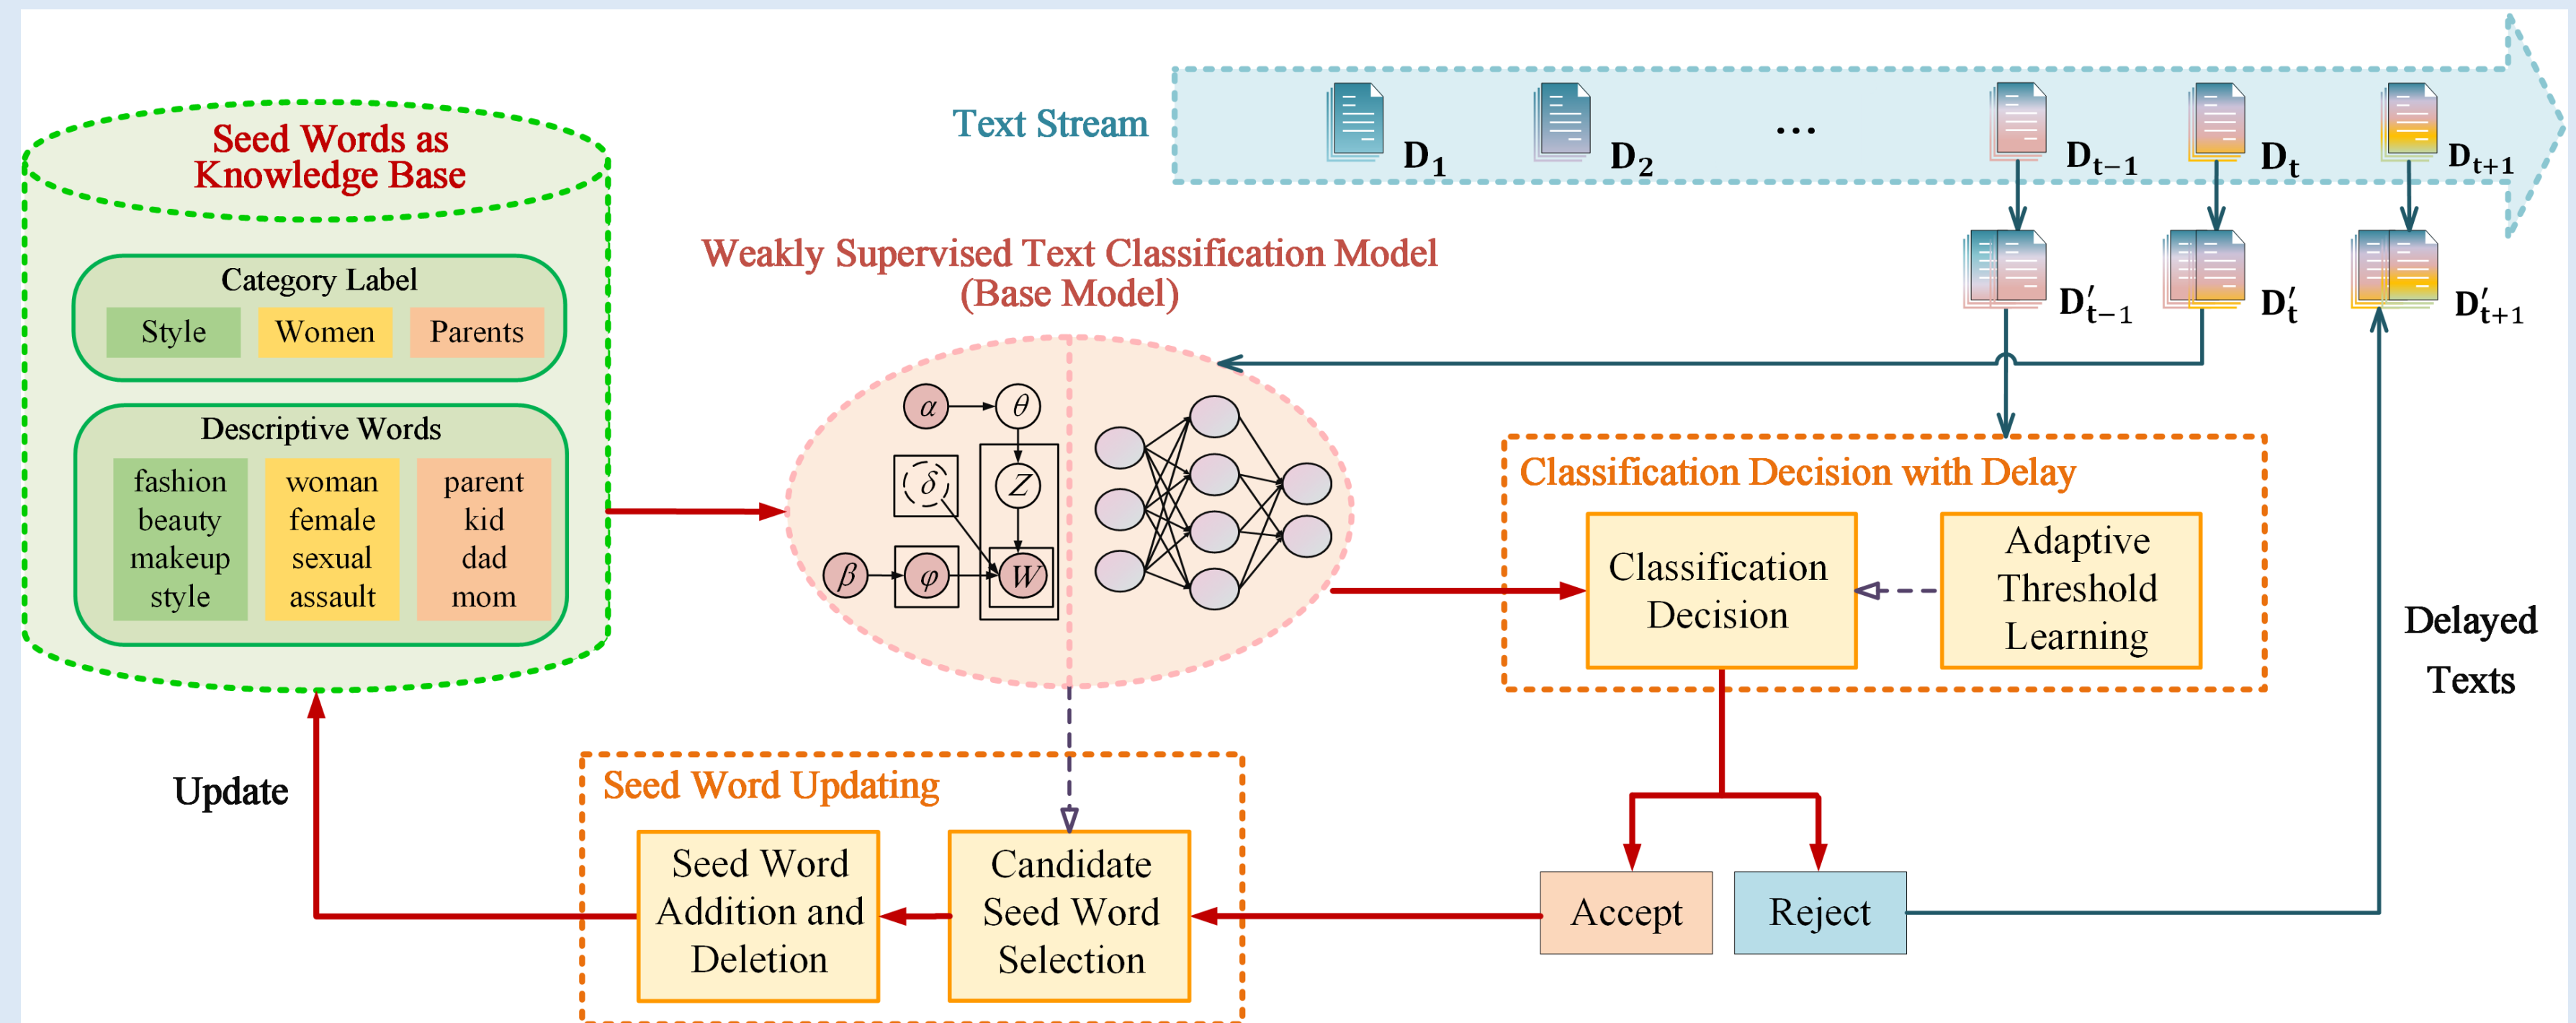 Text Stream
D₁
D₂
...
Dₜ₋₁
Dₜ
Dₜ₊₁
D′ₜ₋₁
D′ₜ
D′ₜ₊₁
Seed Words as
Knowledge Base
Category Label
Style
Women
Parents
Descriptive Words
fashion
beauty
makeup
style
woman
female
sexual
assault
parent
kid
dad
mom
Weakly Supervised Text Classification Model
(Base Model)
α
θ
δ
Z
β
φ
W
Classification Decision with Delay
Classification
Decision
Adaptive
Threshold
Learning
Delayed
Texts
Update
Seed Word Updating
Seed Word
Addition and
Deletion
Candidate
Seed Word
Selection
Accept
Reject